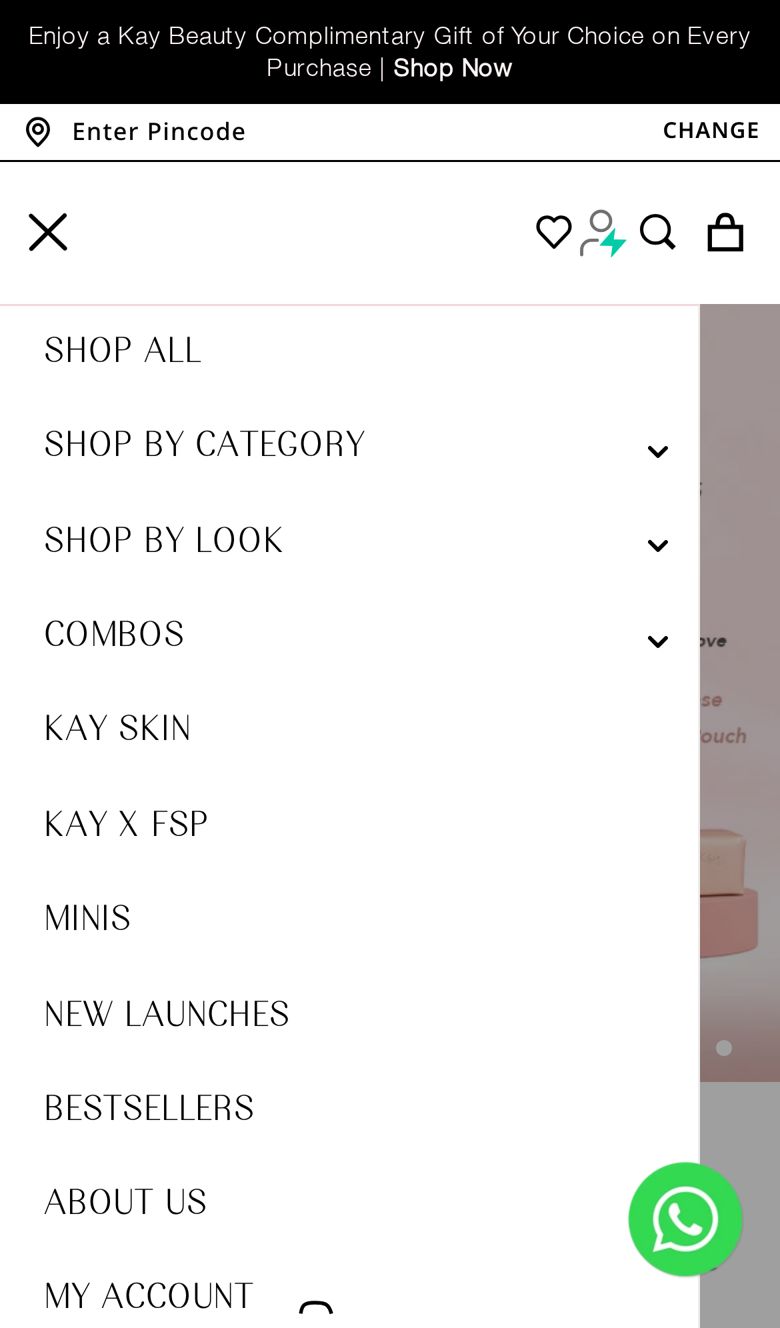 Enjoy a Kay Beauty Complimentary Gift of Your Choice on Every
Purchase | Shop Now
Enter Pincode
CHANGE
SHOP ALL
SHOP BY CATEGORY
SHOP BY LOOK
COMBOS
KAY SKIN
KAY X FSP
MINIS
NEW LAUNCHES
BESTSELLERS
ABOUT US
MY ACCOUNT